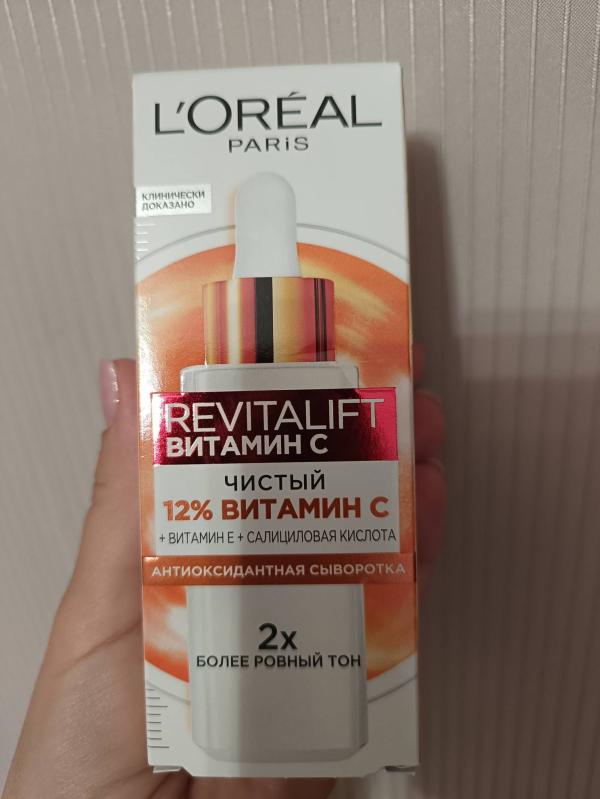 L'ORÉAL
PARiS
КЛИНИЧЕСКИ
ДОКАЗАНО
REVITALIFT
ВИТАМИН С
ЧИСТЫЙ
12% ВИТАМИН С
+ ВИТАМИН Е + САЛИЦИЛОВАЯ КИСЛОТА
АНТИОКСИДАНТНАЯ СЫВОРОТКА
2x
БОЛЕЕ РОВНЫЙ ТОН